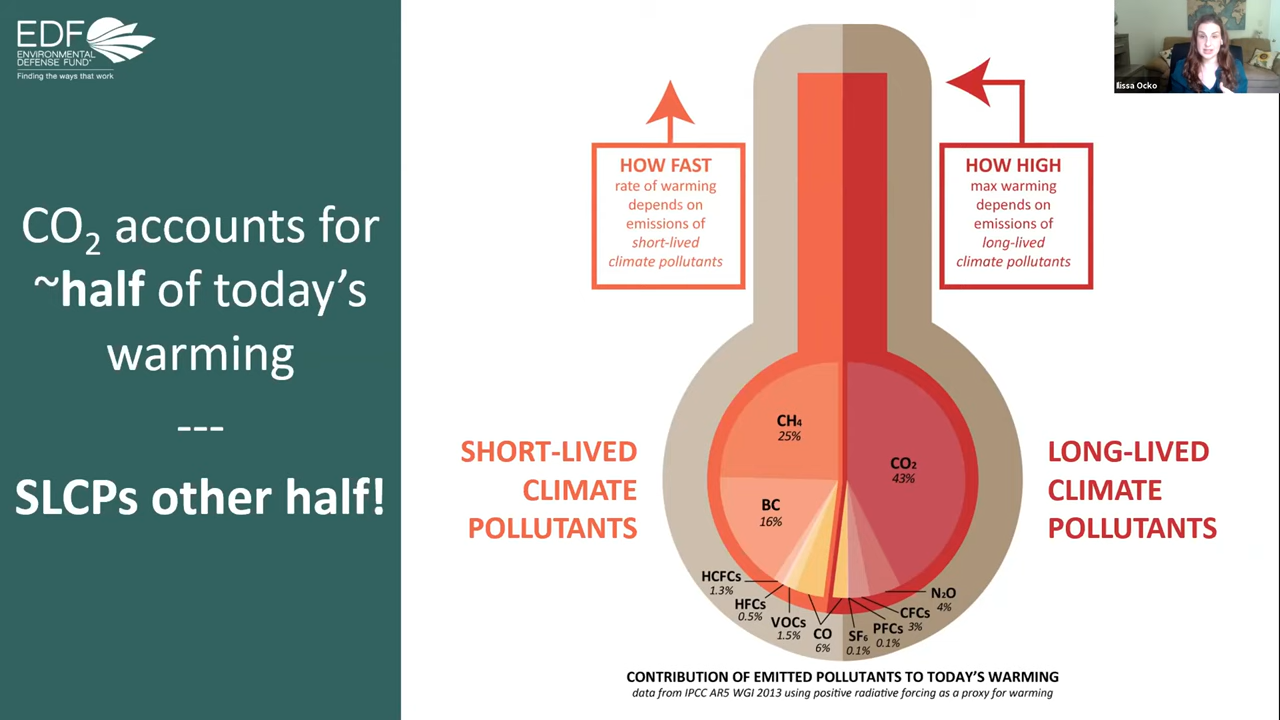 EDF
ENVIRONMENTAL
DEFENSE FUND®
Finding the ways that work
CO₂ accounts for
~half of today's
warming
---
SLCPs other half!
HOW FAST
rate of warming
depends on
emissions of
short-lived
climate pollutants
HOW HIGH
max warming
depends on
emissions of
long-lived
climate pollutants
Ilissa Ocko
SHORT-LIVED
CLIMATE
POLLUTANTS
CH₄
25%
BC
16%
CO₂
43%
LONG-LIVED
CLIMATE
POLLUTANTS
HCFCs
1.3%
HFCs
0.5%
VOCs
1.5%
CO
6%
SF₆
0.1%
PFCs
0.1%
CFCs
3%
N₂O
4%
CONTRIBUTION OF EMITTED POLLUTANTS TO TODAY'S WARMING
data from IPCC AR5 WGI 2013 using positive radiative forcing as a proxy for warming